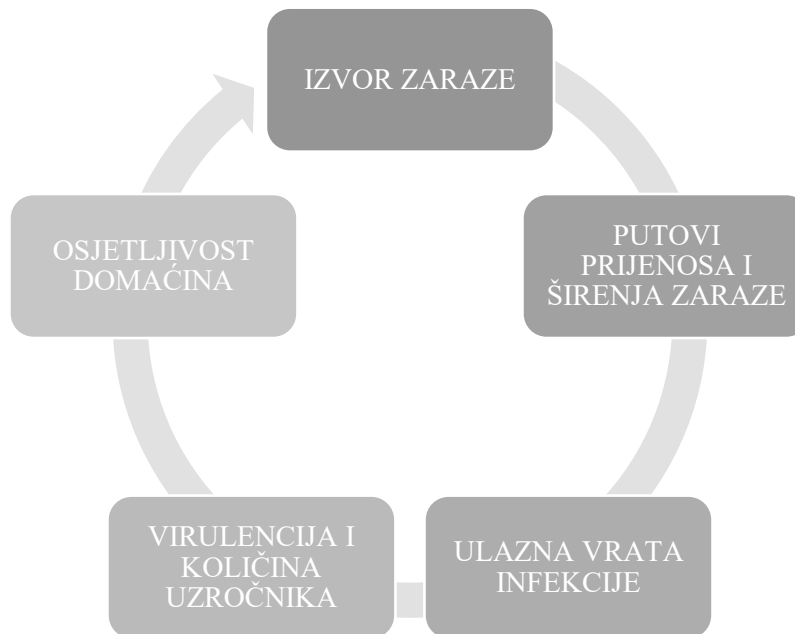 IZVOR ZARAZE
PUTOVI
PRIJENOSA I
ŠIRENJA ZARAZE
ULAZNA VRATA
INFEKCIJE
VIRULENCIJA I
KOLIČINA
UZROČNIKA
OSJETLJIVOST
DOMAĆINA